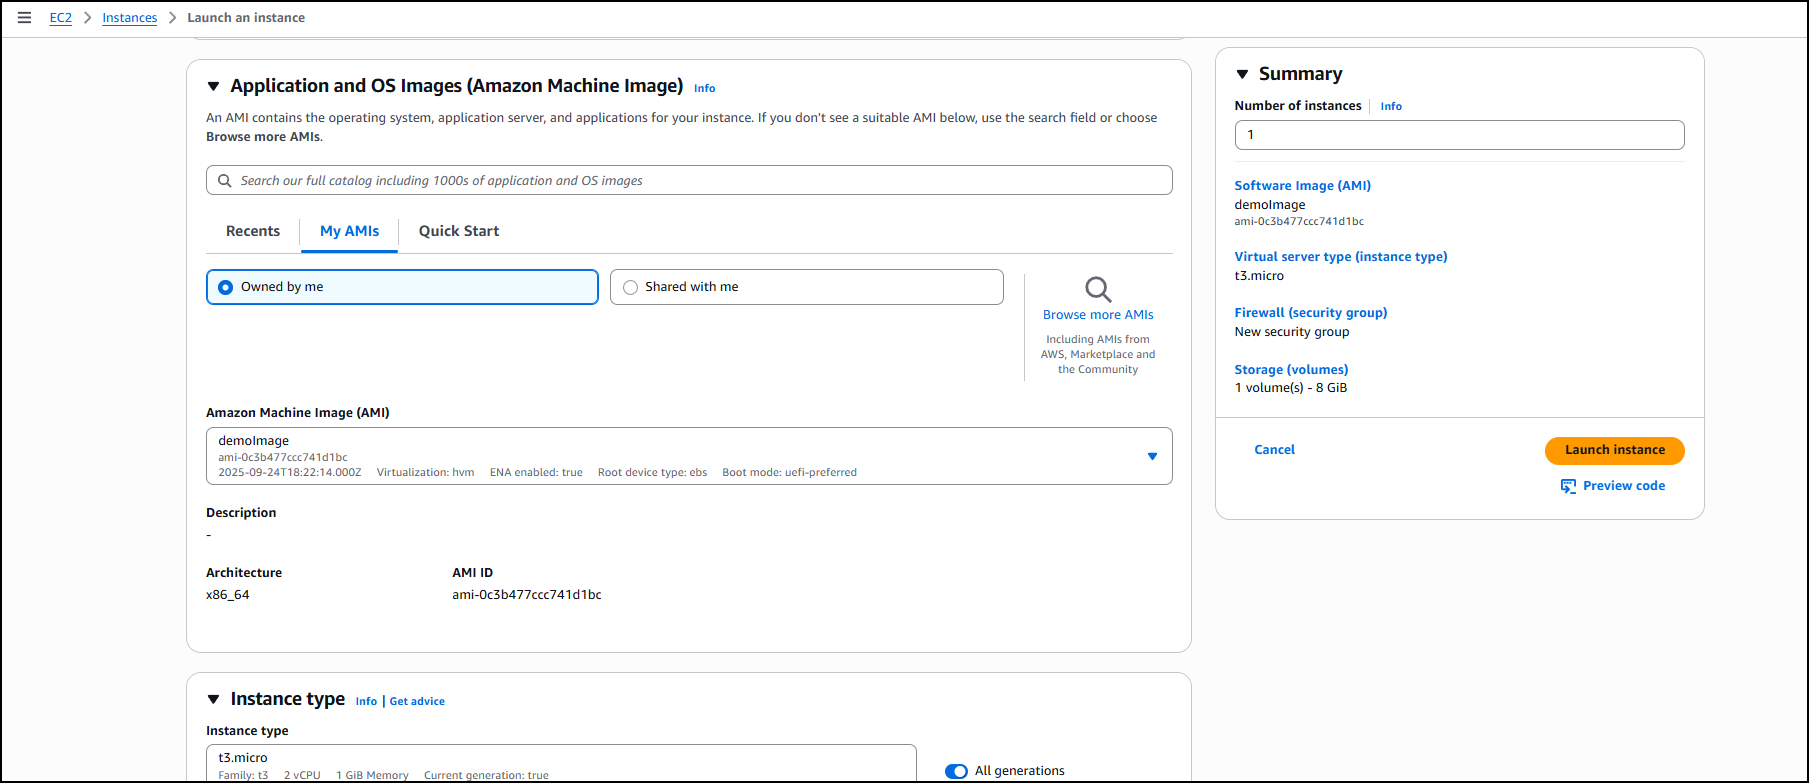 EC2 > Instances > Launch an instance
Application and OS Images (Amazon Machine Image) Info
An AMI contains the operating system, application server, and applications for your instance. If you don't see a suitable AMI below, use the search field or choose
Browse more AMIs.
Search our full catalog including 1000s of application and OS images
Recents
My AMIs
Quick Start
Owned by me
Shared with me
Browse more AMIs
Including AMIs from
AWS, Marketplace and
the Community
Amazon Machine Image (AMI)
demoImage
ami-0c3b477ccc741d1bc
2025-09-24T18:22:14.000Z Virtualization: hvm ENA enabled: true Root device type: ebs Boot mode: uefi-preferred
Description
-
Architecture AMI ID
x86_64 ami-0c3b477ccc741d1bc
Instance type Info | Get advice
Instance type
t3.micro
Family: t3 2 vCPU 1 GiB Memory Current generation: true
All generations
Summary
Number of instances Info
1
Software Image (AMI)
demoImage
ami-0c3b477ccc741d1bc
Virtual server type (instance type)
t3.micro
Firewall (security group)
New security group
Storage (volumes)
1 volume(s) - 8 GiB
Cancel
Launch instance
Preview code